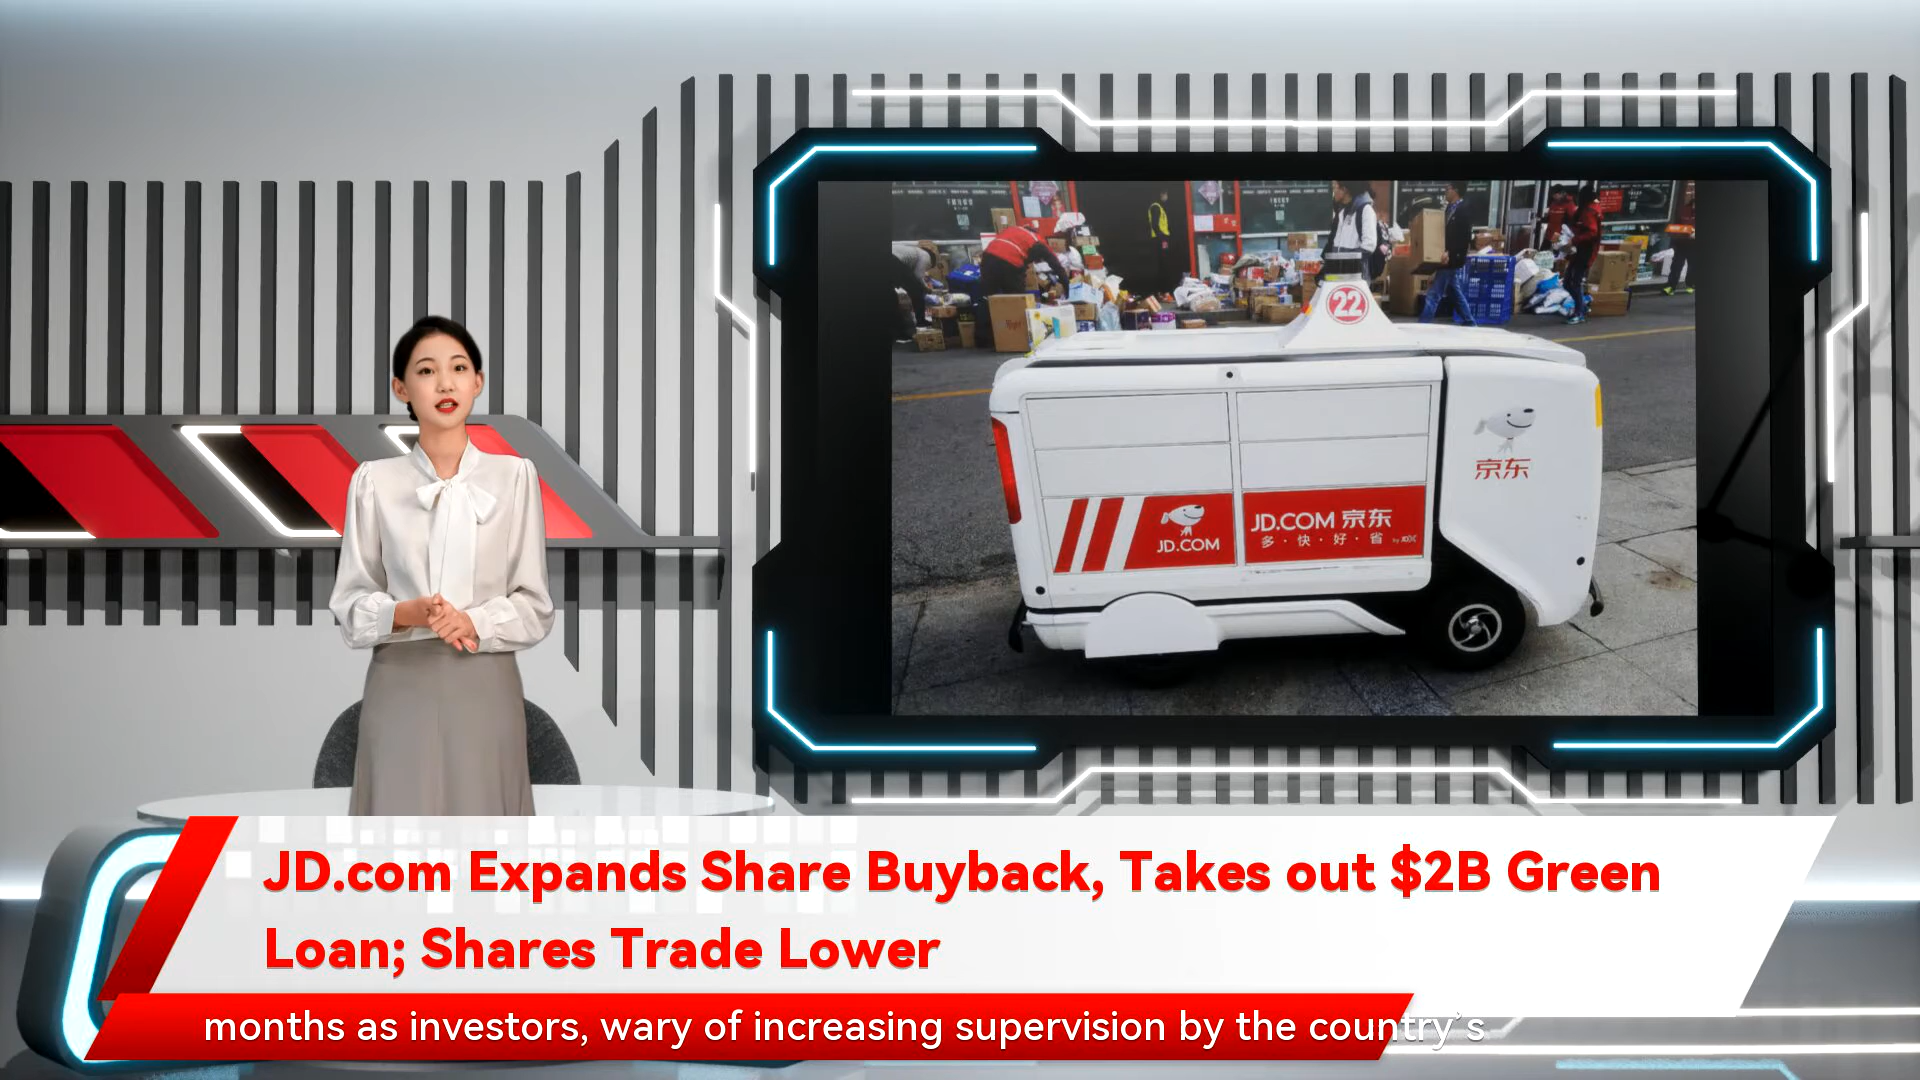 22
京东
JD.COM
JD.COM 京东
多·快·好·省
JD.com Expands Share Buyback, Takes out $2B Green
Loan; Shares Trade Lower
months as investors, wary of increasing supervision by the country's